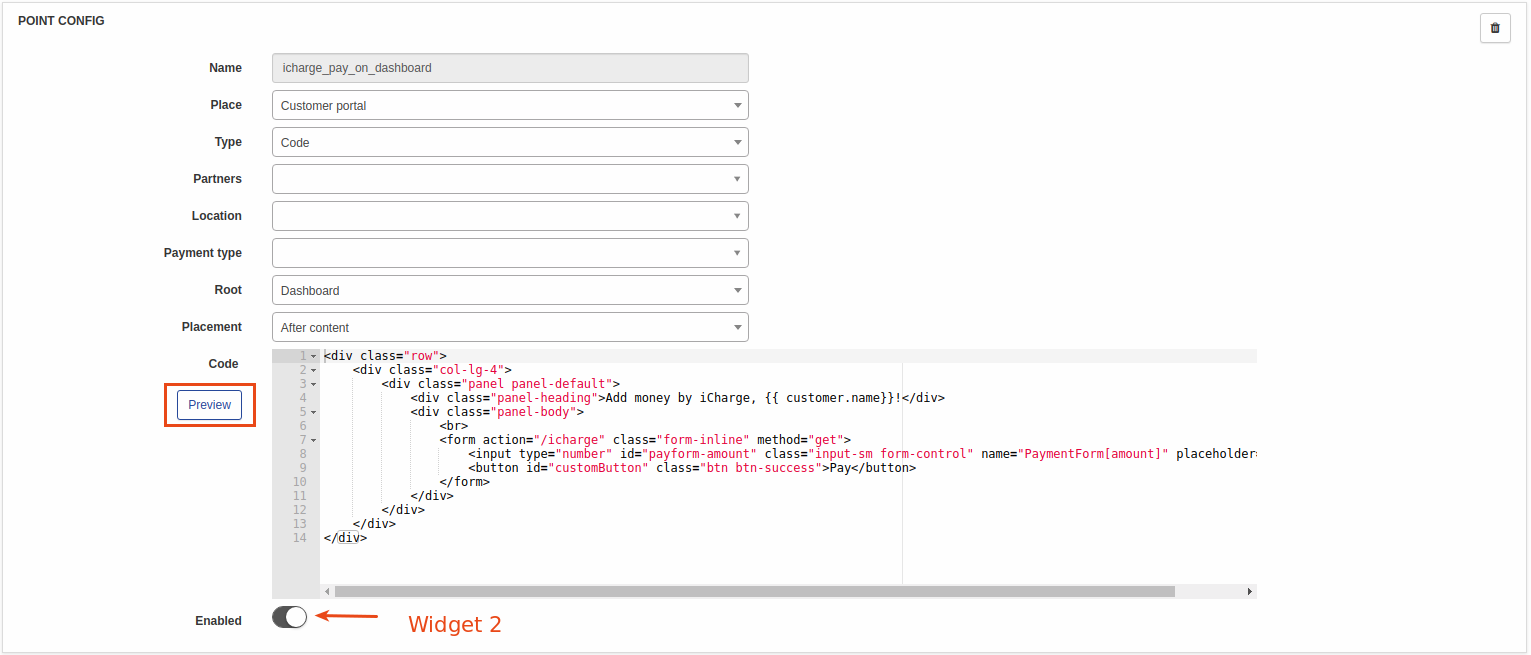 POINT CONFIG
Name icharge_pay_on_dashboard
Place Customer portal
Type Code
Partners
Location
Payment type
Root Dashboard
Placement After content
Code
Preview
1 <div class="row">
2 <div class="col-lg-4">
3 <div class="panel panel-default">
4 <div class="panel-heading">Add money by iCharge, {{ customer.name}}!</div>
5 <div class="panel-body">
6 <br>
7 <form action="/icharge" class="form-inline" method="get">
8 <input type="number" id="payform-amount" class="input-sm form-control" name="PaymentForm[amount]" placeholder=
9 <button id="customButton" class="btn btn-success">Pay</button>
10 </form>
11 </div>
12 </div>
13 </div>
14 </div>
Enabled
Widget 2